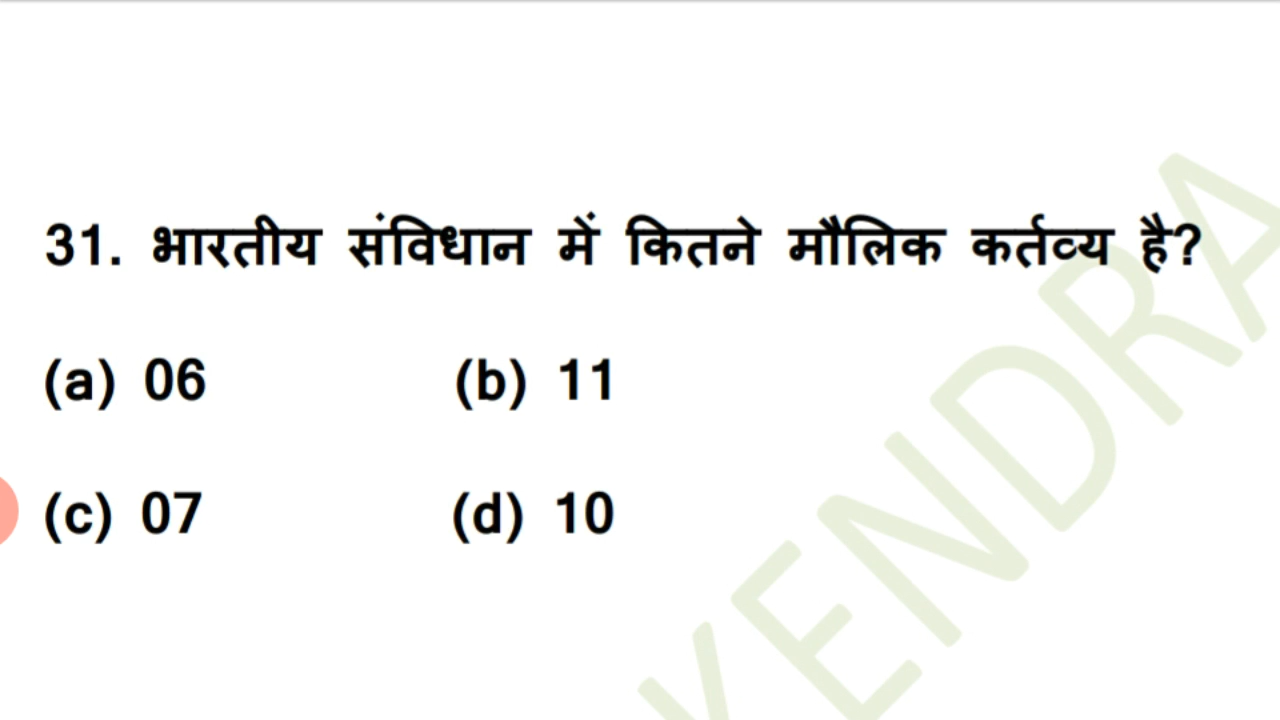 31. भारतीय संविधान में कितने मौलिक कर्तव्य है?
(a) 06 (b) 11
(c) 07 (d) 10
KENDRA